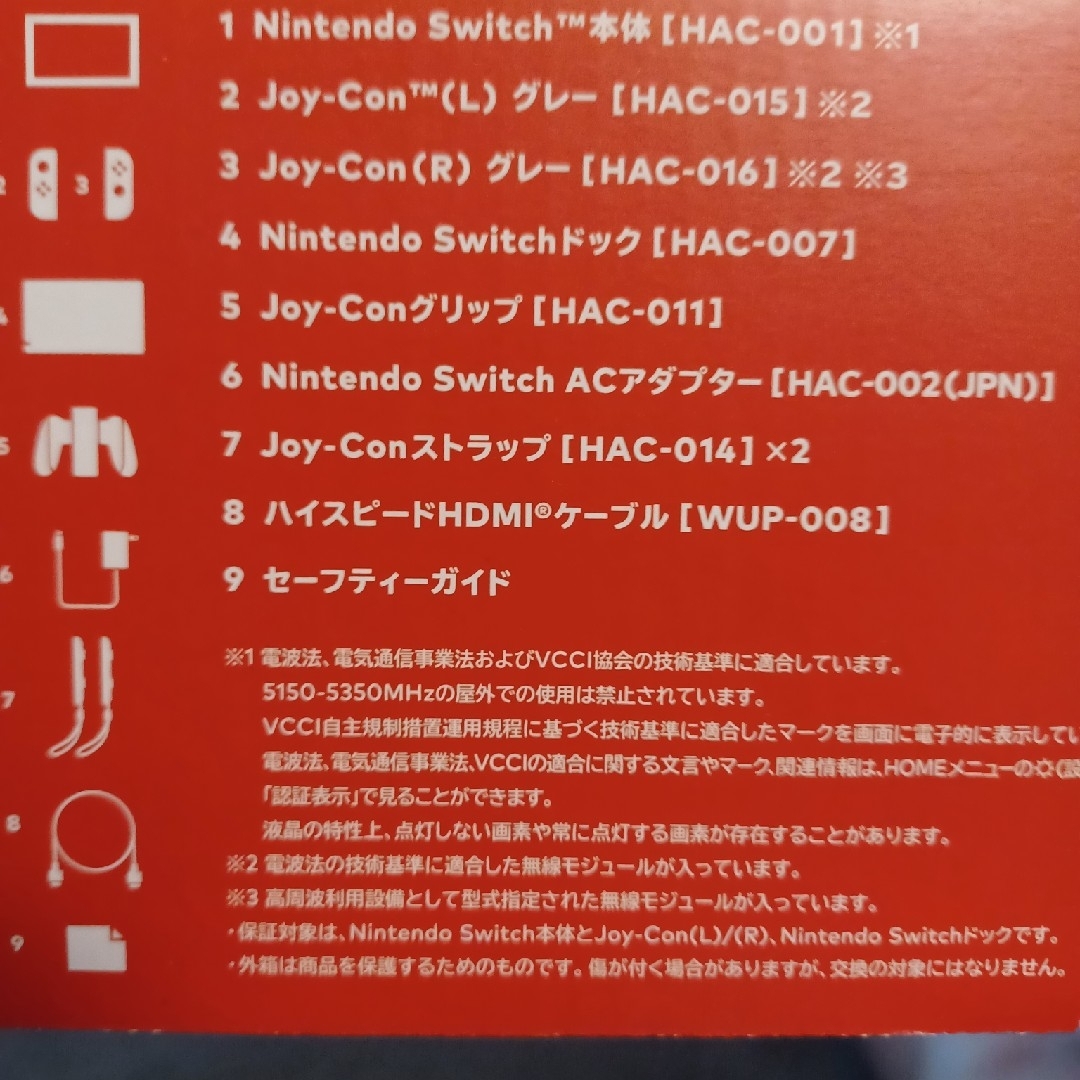 1 Nintendo Switch™本体 [HAC-001] ※1
2 Joy-Con™(L) グレー [HAC-015] ※2
3 Joy-Con(R) グレー [HAC-016] ※2 ※3
4 Nintendo Switchドック [HAC-007]
5 Joy-Conグリップ [HAC-011]
6 Nintendo Switch ACアダプター [HAC-002(JPN)]
7 Joy-Conストラップ [HAC-014] ×2
8 ハイスピードHDMI®ケーブル [WUP-008]
9 セーフティーガイド
2 3
4
5
6
7
8
9
※1 電波法、電気通信事業法およびVCCI協会の技術基準に適合しています。
5150-5350MHzの屋外での使用は禁止されています。
VCCI自主規制措置運用規程に基づく技術基準に適合したマークを画面に電子的に表示してい
電波法、電気通信事業法、VCCIの適合に関する文言やマーク、関連情報は、HOMEメニューの(設
「認証表示」で見ることができます。
液晶の特性上、点灯しない画素や常に点灯する画素が存在することがあります。
※2 電波法の技術基準に適合した無線モジュールが入っています。
※3 高周波利用設備として型式指定された無線モジュールが入っています。
・保証対象は、Nintendo Switch本体とJoy-Con(L)/(R)、Nintendo Switchドックです。
・外箱は商品を保護するためのものです。傷が付く場合がありますが、交換の対象にはなりません。